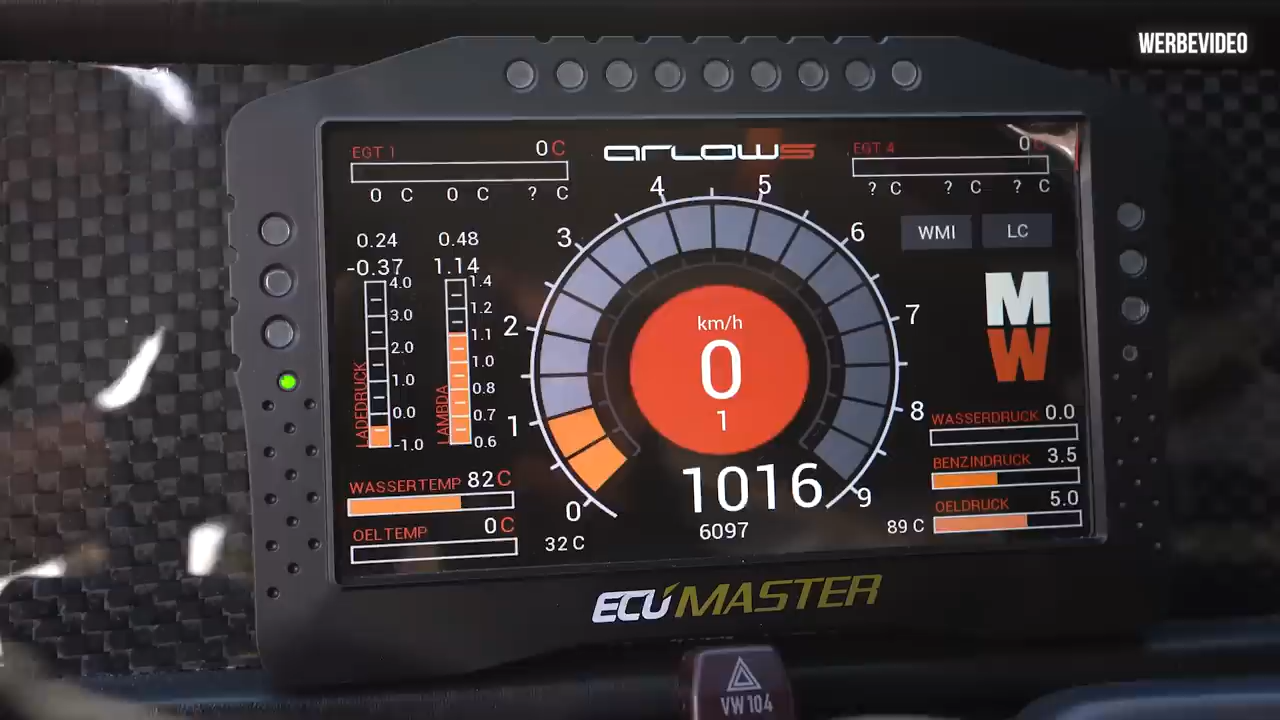 WERBEVIDEO
EGT 1 0 C
0 C 0 C ? C
arlows
EGT 4 0 C
? C ? C ? C
WMI LC
0.24 0.48
-0.37 1.14
LADEDRUCK
4.0
3.0
2.0
1.0
0.0
-1.0
LAMBDA
1.4
1.2
1.1
1.0
0.8
0.7
0.6
0 1 2 3 4 5 6 7 8 9
km/h
0
1
1016
6097
MW
WASSERTEMP 82 C
OELTEMP 0 C
32 C
89 C
WASSERDRUCK 0.0
BENZINDRUCK 3.5
OELDRUCK 5.0
ECUMASTER
VW 104